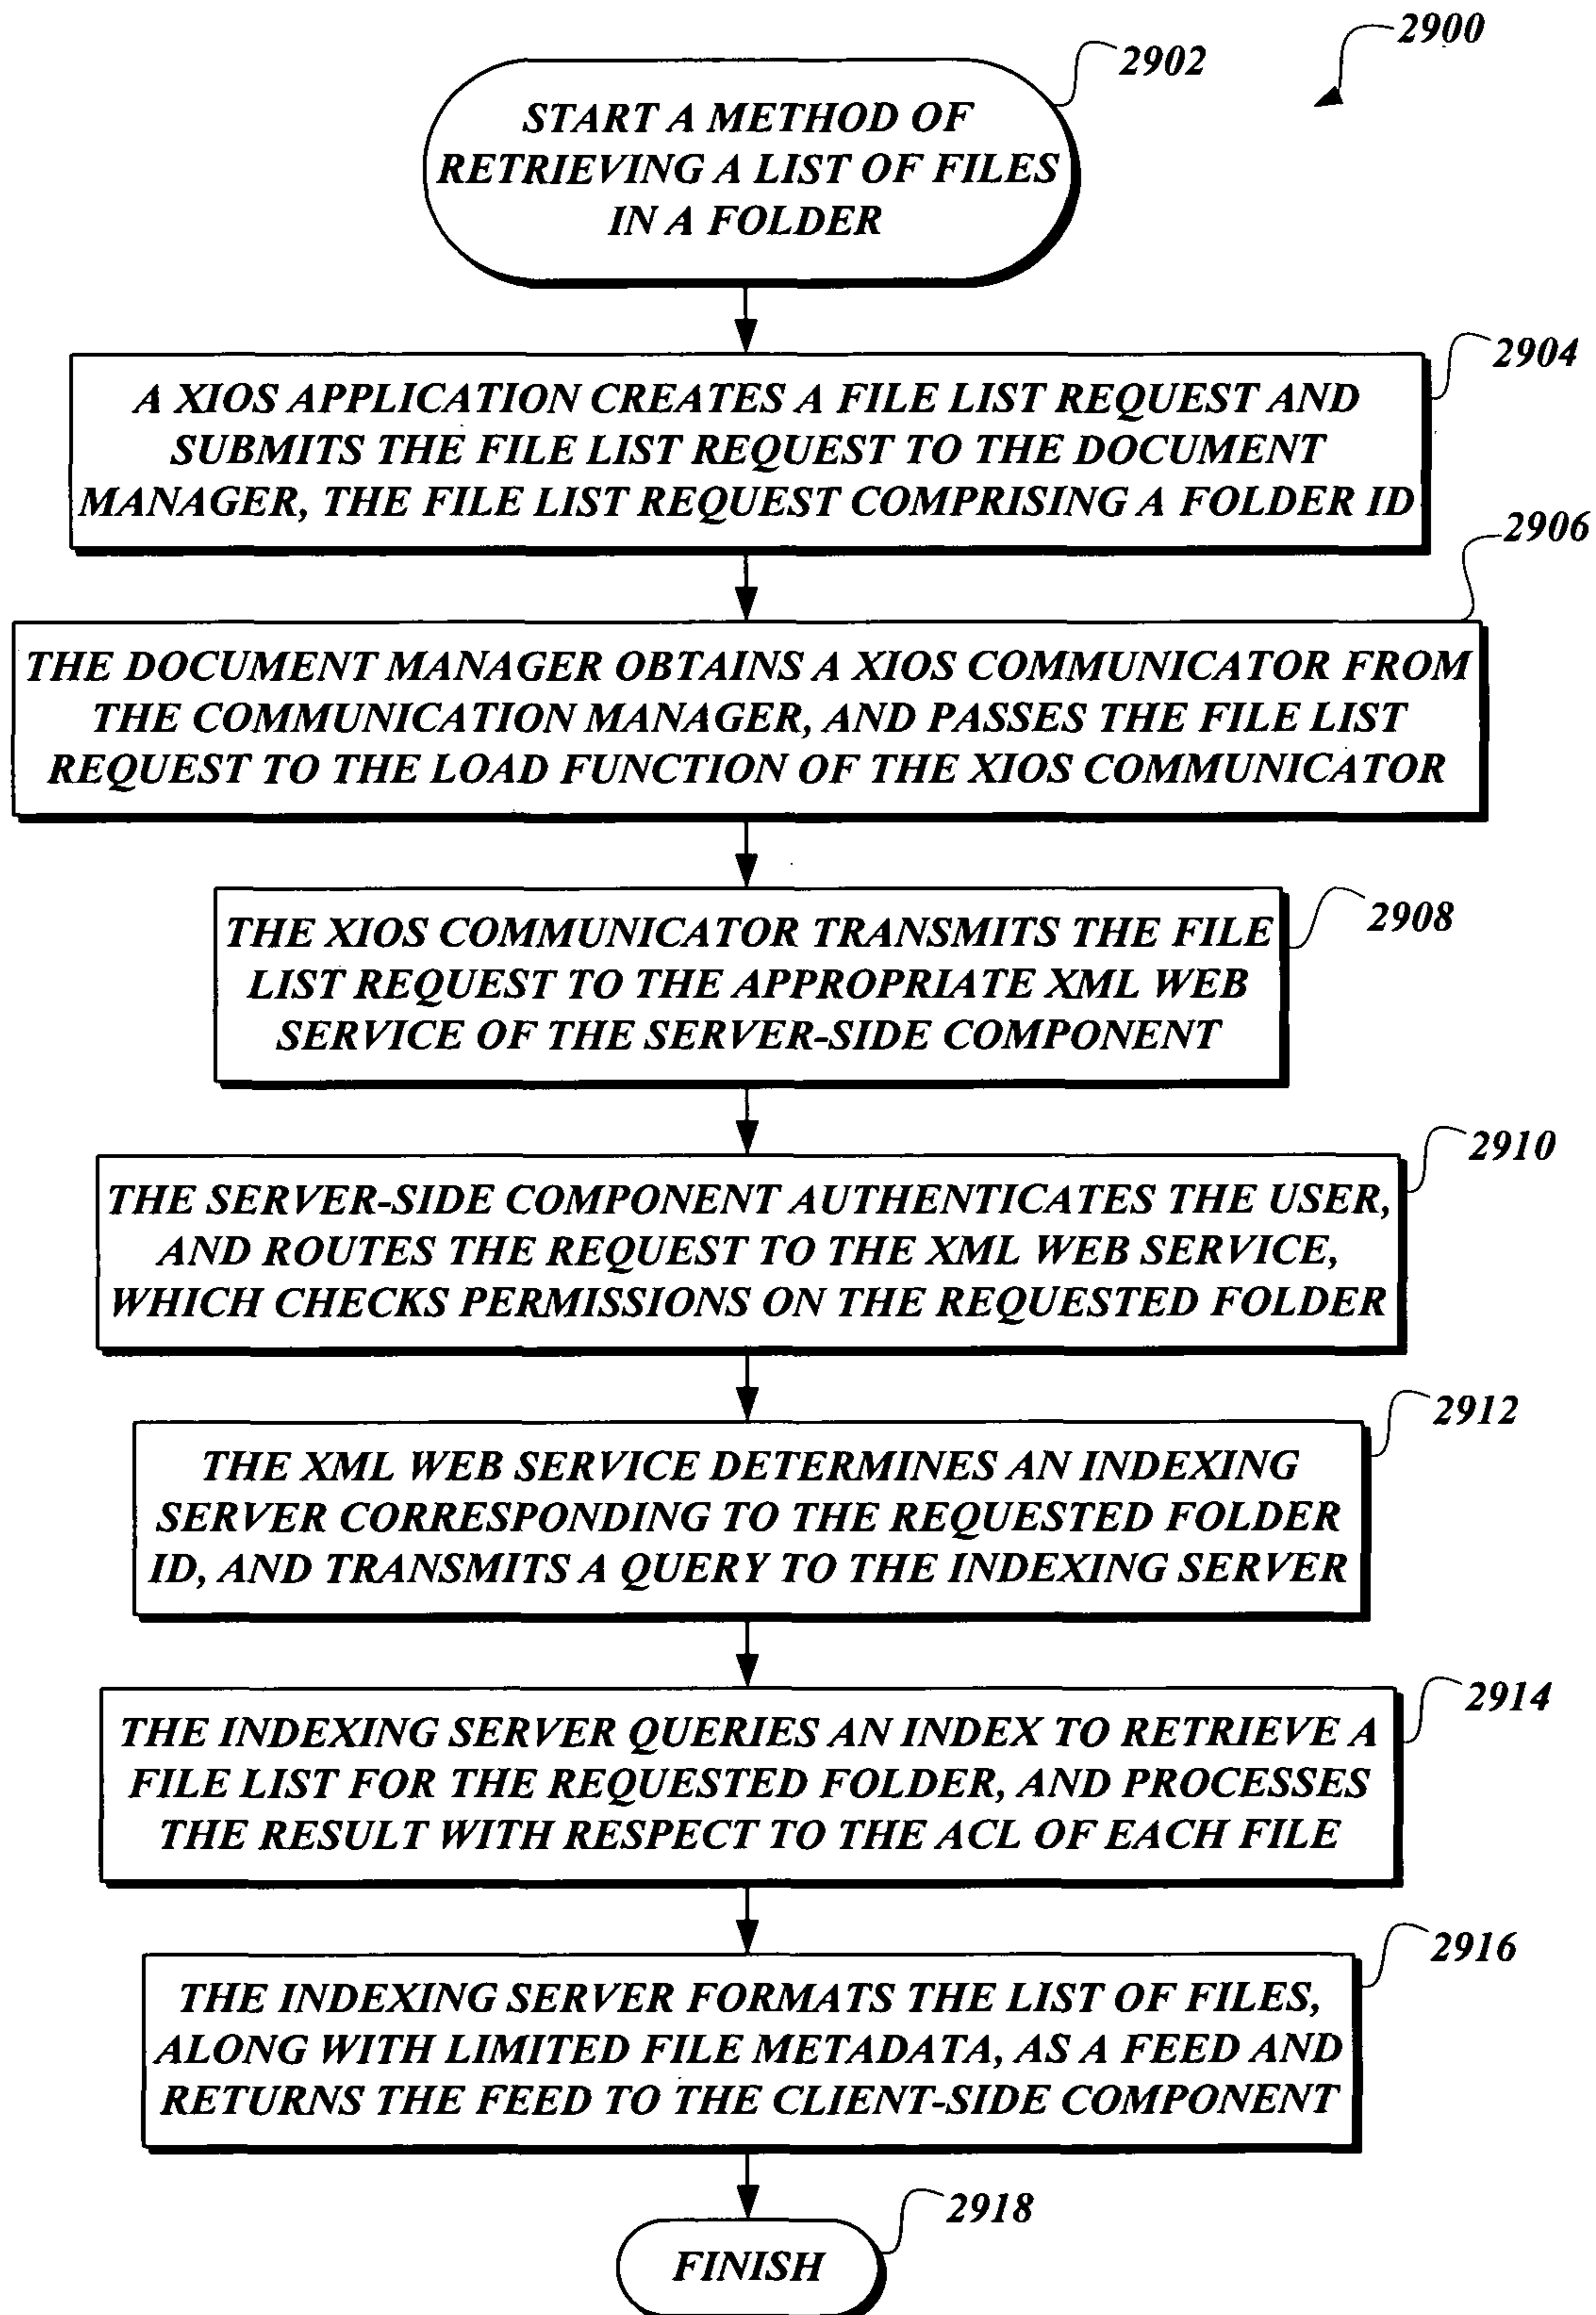 2900
2902
START A METHOD OF
RETRIEVING A LIST OF FILES
IN A FOLDER
2904
A XIOS APPLICATION CREATES A FILE LIST REQUEST AND
SUBMITS THE FILE LIST REQUEST TO THE DOCUMENT
MANAGER, THE FILE LIST REQUEST COMPRISING A FOLDER ID
2906
THE DOCUMENT MANAGER OBTAINS A XIOS COMMUNICATOR FROM
THE COMMUNICATION MANAGER, AND PASSES THE FILE LIST
REQUEST TO THE LOAD FUNCTION OF THE XIOS COMMUNICATOR
2908
THE XIOS COMMUNICATOR TRANSMITS THE FILE
LIST REQUEST TO THE APPROPRIATE XML WEB
SERVICE OF THE SERVER-SIDE COMPONENT
2910
THE SERVER-SIDE COMPONENT AUTHENTICATES THE USER,
AND ROUTES THE REQUEST TO THE XML WEB SERVICE,
WHICH CHECKS PERMISSIONS ON THE REQUESTED FOLDER
2912
THE XML WEB SERVICE DETERMINES AN INDEXING
SERVER CORRESPONDING TO THE REQUESTED FOLDER
ID, AND TRANSMITS A QUERY TO THE INDEXING SERVER
2914
THE INDEXING SERVER QUERIES AN INDEX TO RETRIEVE A
FILE LIST FOR THE REQUESTED FOLDER, AND PROCESSES
THE RESULT WITH RESPECT TO THE ACL OF EACH FILE
2916
THE INDEXING SERVER FORMATS THE LIST OF FILES,
ALONG WITH LIMITED FILE METADATA, AS A FEED AND
RETURNS THE FEED TO THE CLIENT-SIDE COMPONENT
2918
FINISH